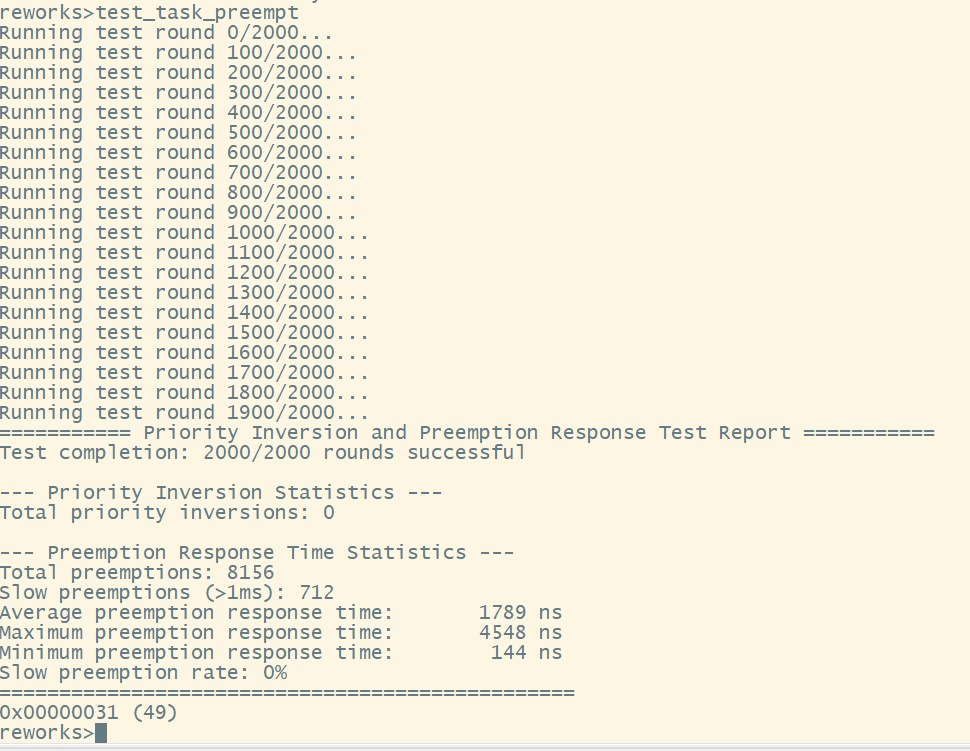 reworks>test_task_preempt
Running test round 0/2000...
Running test round 100/2000...
Running test round 200/2000...
Running test round 300/2000...
Running test round 400/2000...
Running test round 500/2000...
Running test round 600/2000...
Running test round 700/2000...
Running test round 800/2000...
Running test round 900/2000...
Running test round 1000/2000...
Running test round 1100/2000...
Running test round 1200/2000...
Running test round 1300/2000...
Running test round 1400/2000...
Running test round 1500/2000...
Running test round 1600/2000...
Running test round 1700/2000...
Running test round 1800/2000...
Running test round 1900/2000...
=========== Priority Inversion and Preemption Response Test Report ===========
Test completion: 2000/2000 rounds successful
--- Priority Inversion Statistics ---
Total priority inversions: 0
--- Preemption Response Time Statistics ---
Total preemptions: 8156
Slow preemptions (>1ms): 712
Average preemption response time:       1789 ns
Maximum preemption response time:       4548 ns
Minimum preemption response time:        144 ns
Slow preemption rate: 0%
================================================
0x00000031 (49)
reworks>